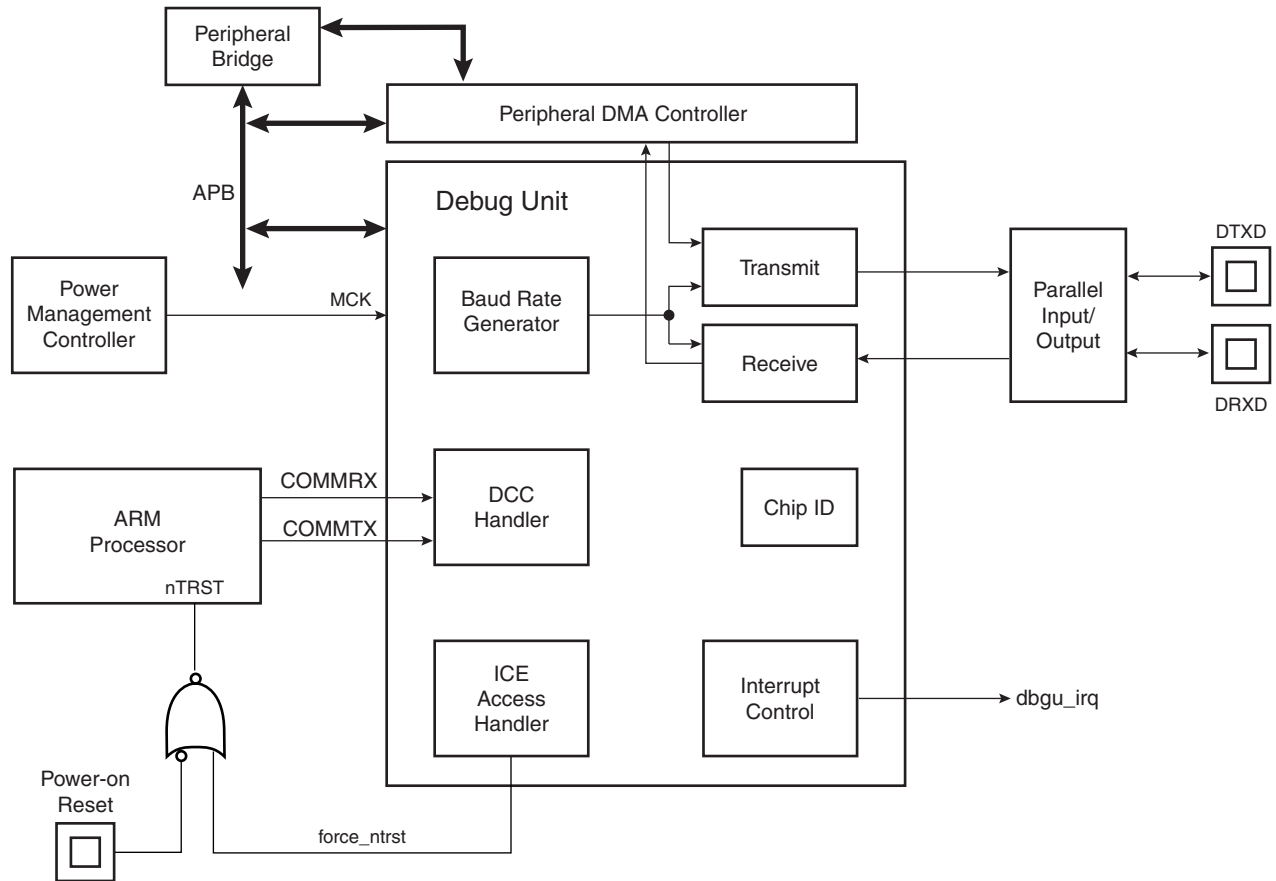 Peripheral
Bridge
Peripheral DMA Controller
APB
Debug Unit
Power
Management
Controller
MCK
Baud Rate
Generator
Transmit
Receive
Parallel
Input/
Output
DTXD
DRXD
ARM
Processor
nTRST
COMMRX
COMMTX
DCC
Handler
Chip ID
ICE
Access
Handler
Interrupt
Control
dbgu_irq
Power-on
Reset
force_ntrst